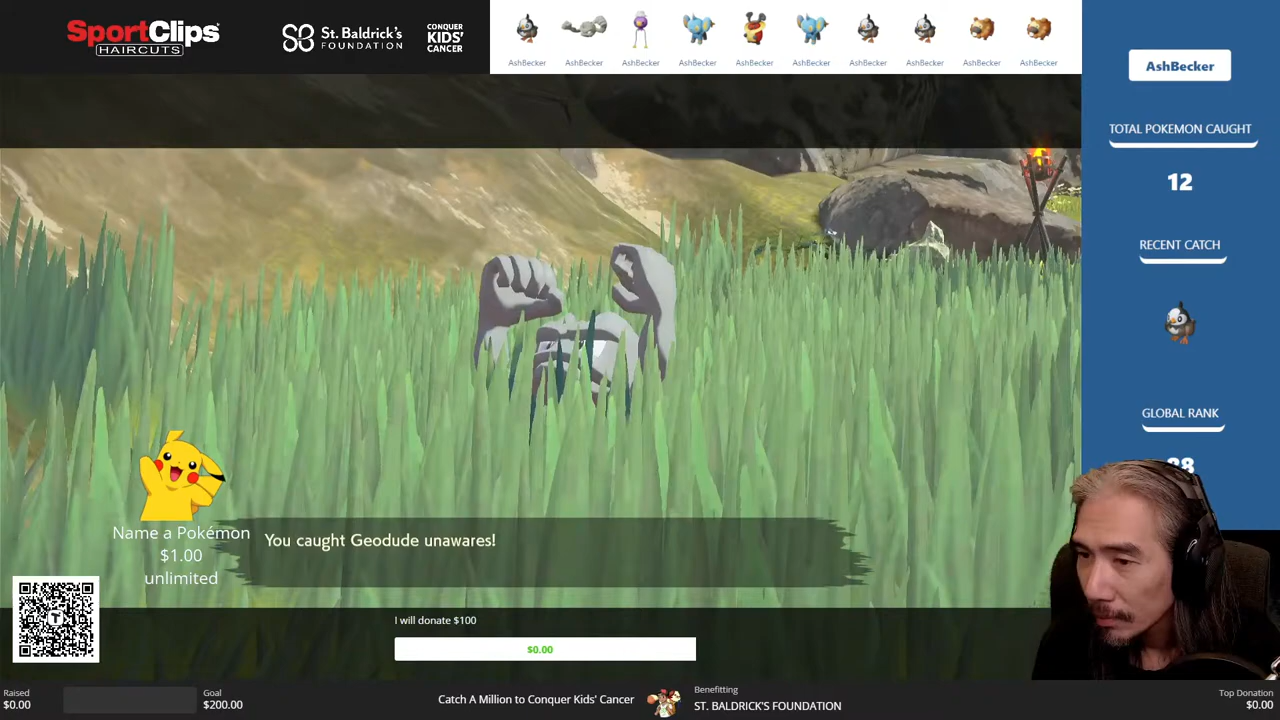 SportClips
HAIRCUTS
St. Baldrick's
FOUNDATION
CONQUER
KIDS'
CANCER
AshBecker
AshBecker
AshBecker
AshBecker
AshBecker
AshBecker
AshBecker
AshBecker
AshBecker
AshBecker
AshBecker
TOTAL POKEMON CAUGHT
12
RECENT CATCH
GLOBAL RANK
Name a Pokémon
$1.00
unlimited
You caught Geodude unawares!
I will donate $100
$0.00
Raised
$0.00
Goal
$200.00
Catch A Million to Conquer Kids' Cancer
Benefitting
ST. BALDRICK'S FOUNDATION
Top Donation
$0.00